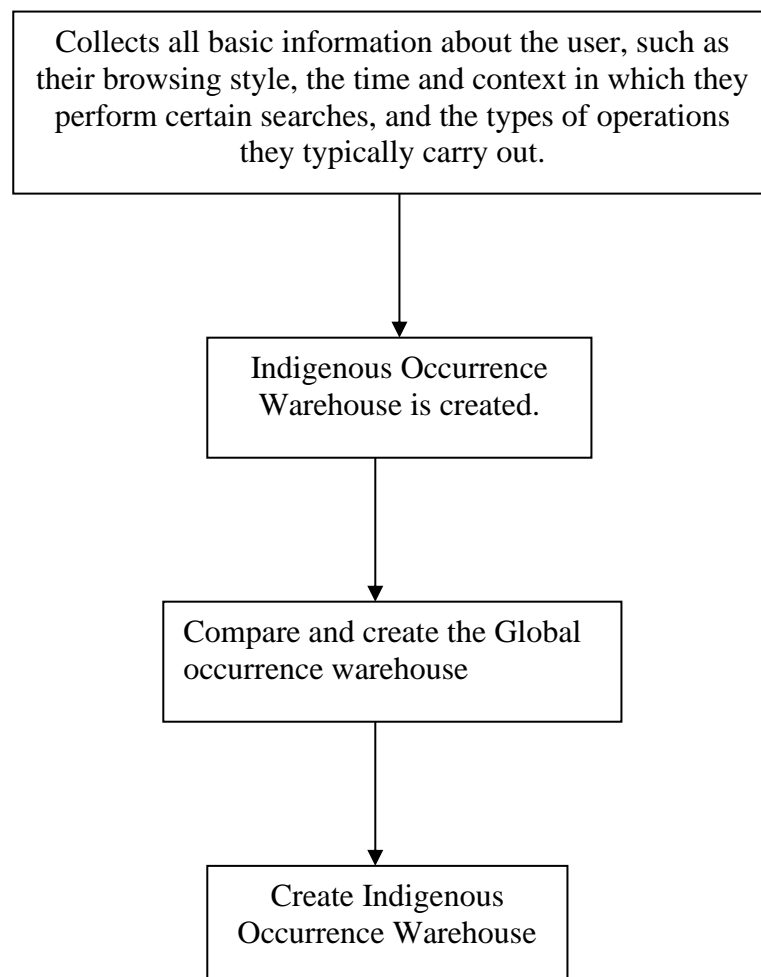 Collects all basic information about the user, such as
their browsing style, the time and context in which they
perform certain searches, and the types of operations
they typically carry out.
Indigenous Occurrence
Warehouse is created.
Compare and create the Global
occurrence warehouse
Create Indigenous
Occurrence Warehouse